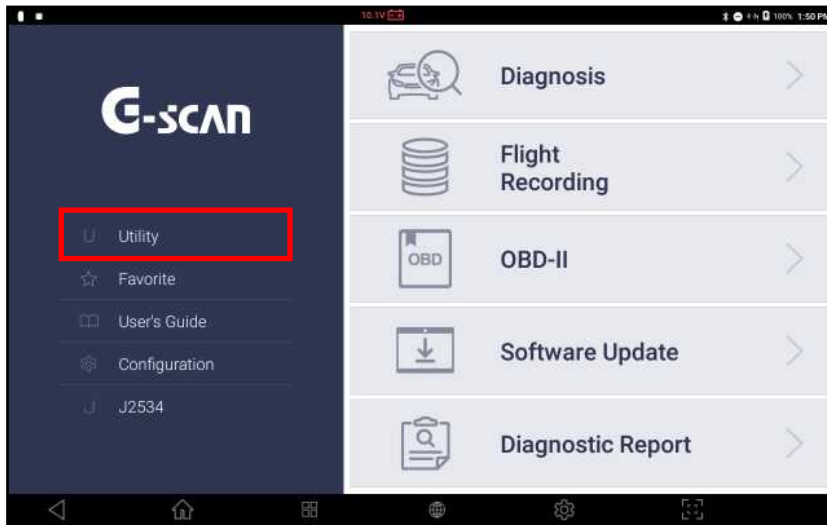 10.1V
100% 1:50 PM
G-scan
Utility
Favorite
User's Guide
Configuration
J2534
Diagnosis
Flight
Recording
OBD
OBD-II
Software Update
Diagnostic Report